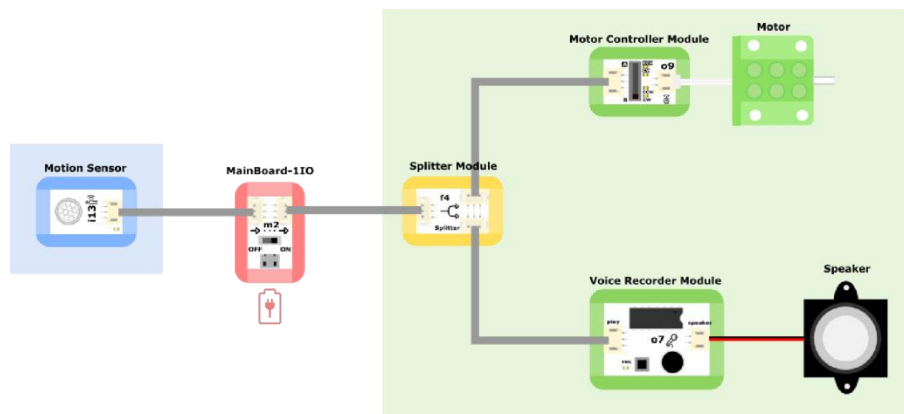 Motion Sensor
i13
MainBoard-1IO
m2
OFF ON
Splitter Module
f4
Splitter
Motor Controller Module
A
B
o9
CW
Motor
Voice Recorder Module
play
speaker
o7
Speaker